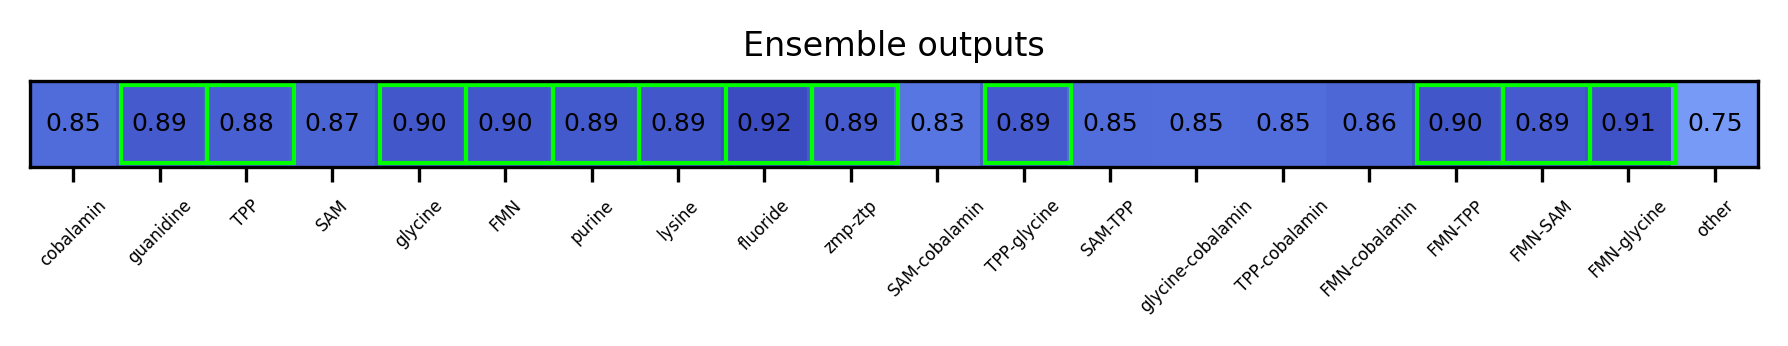 Ensemble outputs
0.85 0.89 0.88 0.87 0.90 0.90 0.89 0.89 0.92 0.89 0.83 0.89 0.85 0.85 0.85 0.86 0.90 0.89 0.91 0.75
cobalamin guanidine TPP SAM glycine FMN purine lysine fluoride zmp-ztp SAM-cobalamin TPP-glycine SAM-TPP glycine-cobalamin TPP-cobalamin FMN-cobalamin FMN-TPP FMN-SAM FMN-glycine other